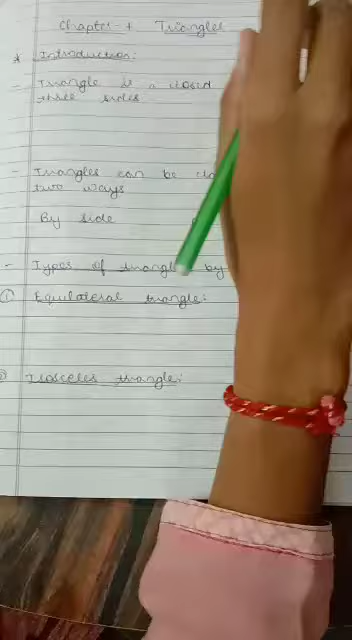 Chapter - Triangles
* Introduction:
- Triangle is a closed
three sides
- Triangles can be
two ways
By side
- Types of triangle by
① Equilateral triangle:
Isosceles triangle: